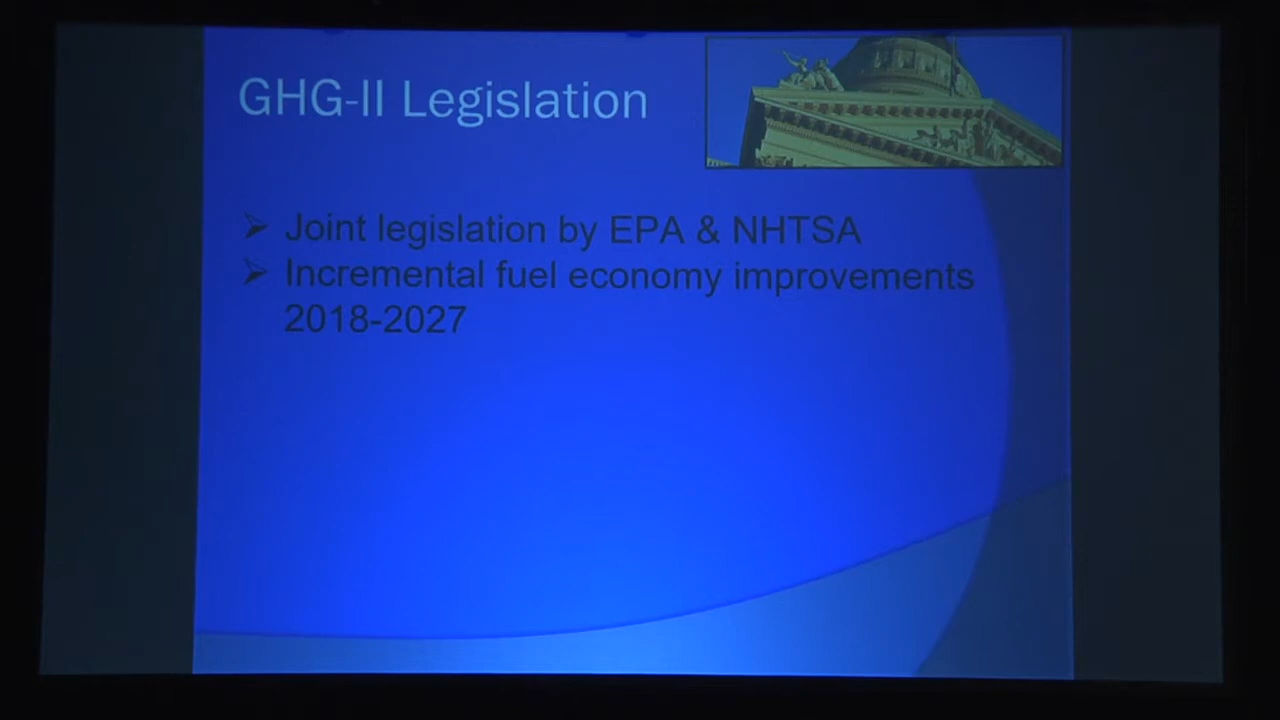 GHG-II Legislation
Joint legislation by EPA & NHTSA
Incremental fuel economy improvements
2018-2027